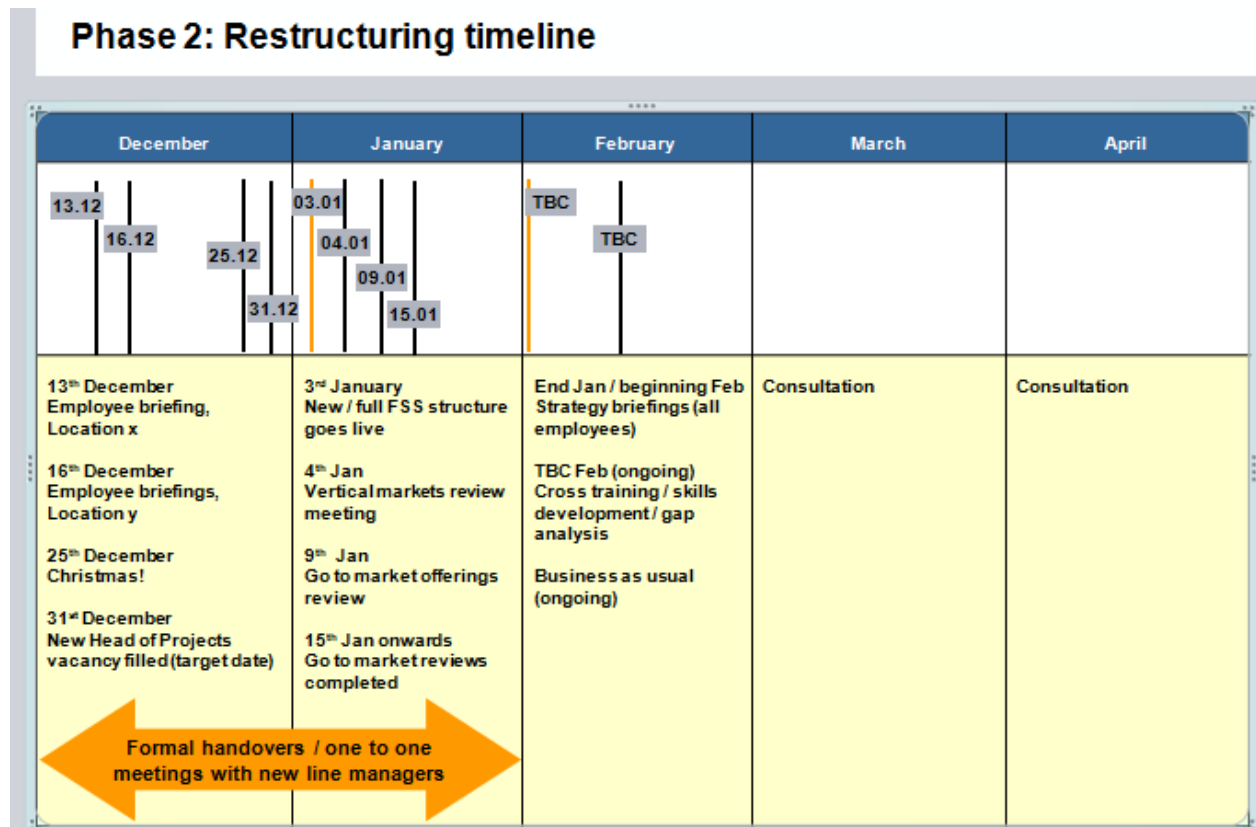 Phase 2: Restructuring timeline
December
January
February
March
April
13.12
16.12
25.12
31.12
03.01
04.01
09.01
15.01
TBC
TBC
13th December
Employee briefing,
Location x
16th December
Employee briefings,
Location y
25th December
Christmas!
31st December
New Head of Projects
vacancy filled (target date)
3rd January
New / full FSS structure
goes live
4th Jan
Vertical markets review
meeting
9th Jan
Go to market offerings
review
15th Jan onwards
Go to market reviews
completed
End Jan / beginning Feb
Strategy briefings (all
employees)
TBC Feb (ongoing)
Cross training / skills
development / gap
analysis
Business as usual
(ongoing)
Consultation
Consultation
Formal handovers / one to one
meetings with new line managers